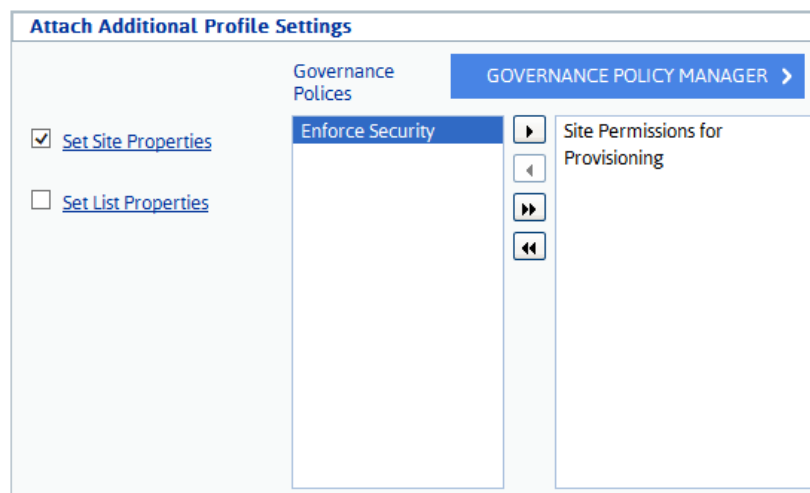 Attach Additional Profile Settings
Governance
Polices
GOVERNANCE POLICY MANAGER
Set Site Properties
Set List Properties
Enforce Security
Site Permissions for
Provisioning